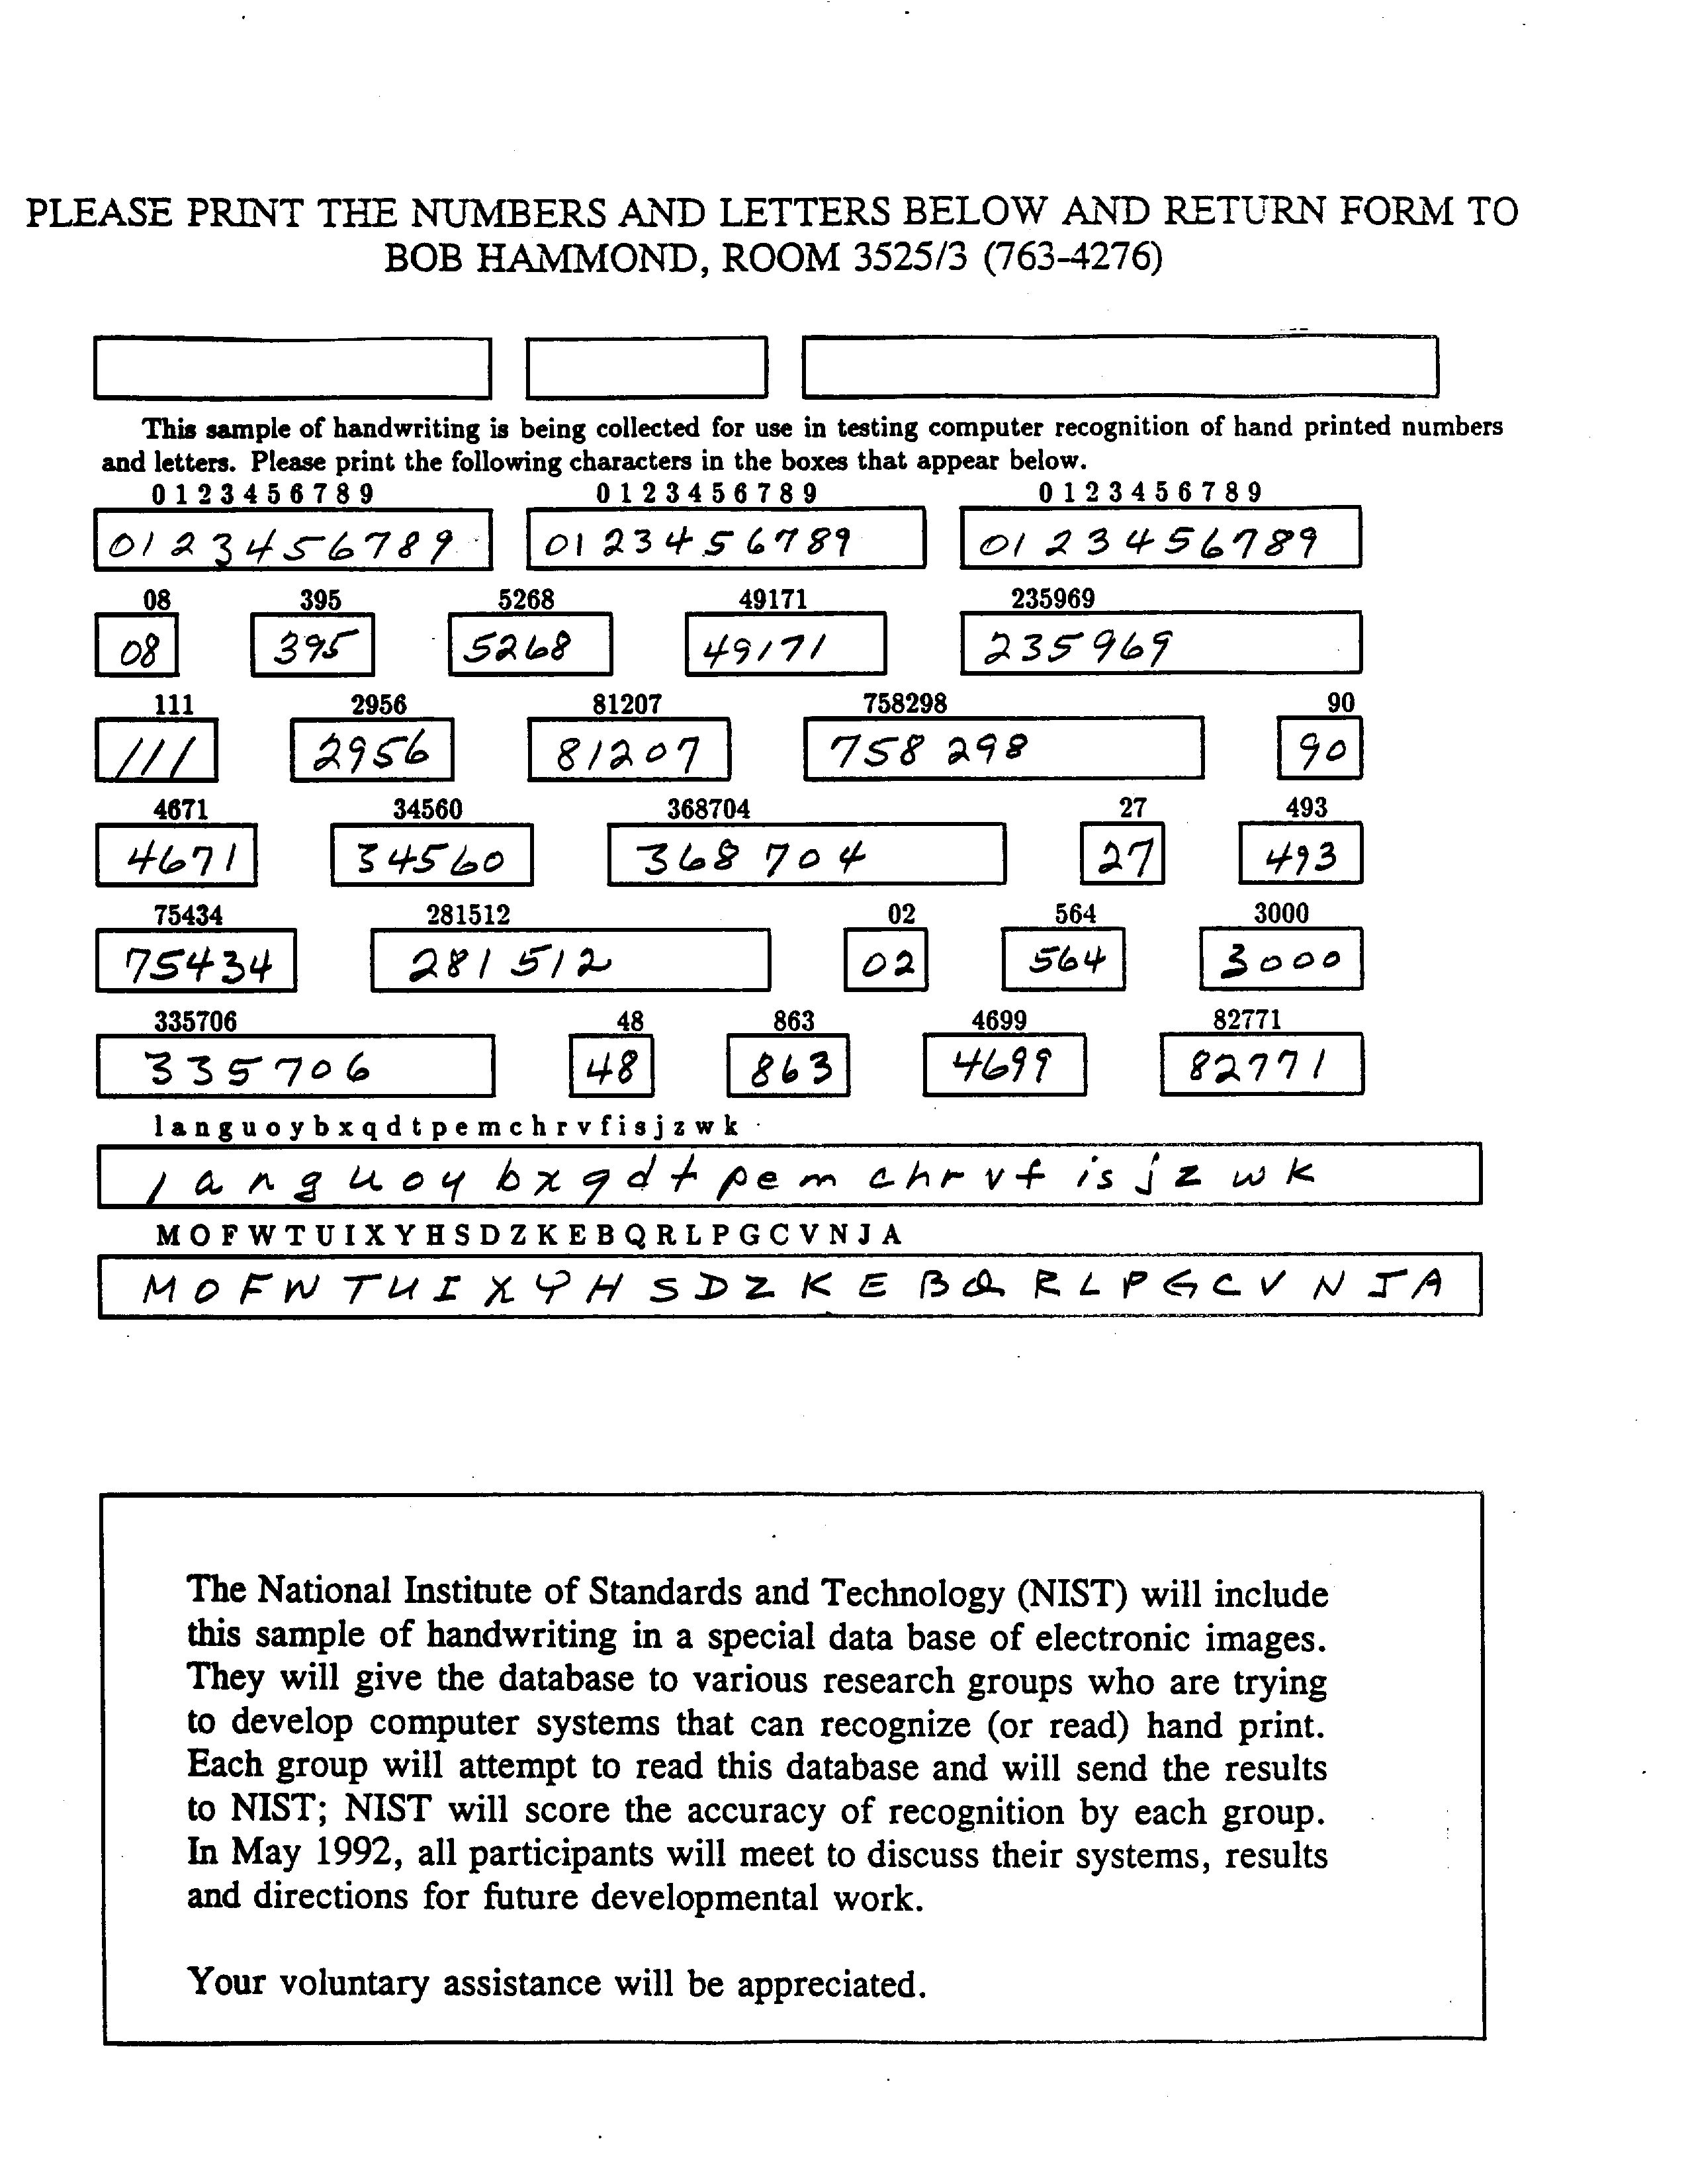 PLEASE PRINT THE NUMBERS AND LETTERS BELOW AND RETURN FORM TO
BOB HAMMOND, ROOM 3525/3 (763-4276)
This sample of handwriting is being collected for use in testing computer recognition of hand printed numbers
and letters. Please print the following characters in the boxes that appear below.
0 1 2 3 4 5 6 7 8 9 0 1 2 3 4 5 6 7 8 9 0 1 2 3 4 5 6 7 8 9
0123456789 0123456789 0123456789
08 395 5268 49171 235969
08 395 5268 49171 235969
111 2956 81207 758298 90
111 2956 81207 758 298 90
4671 34560 368704 27 493
4671 34560 368 704 27 493
75434 281512 02 564 3000
75434 281 512 02 564 3000
335706 48 863 4699 82771
335706 48 863 4699 82771
l a n g u o y b x q d t p e m c h r v f i s j z w k
l a n g u o y b x q d t p e m c h r v f i s j z w k
M O F W T U I X Y H S D Z K E B Q R L P G C V N J A
M O F W T U I X Y H S D Z K E B Q R L P G C V N J A
The National Institute of Standards and Technology (NIST) will include
this sample of handwriting in a special data base of electronic images.
They will give the database to various research groups who are trying
to develop computer systems that can recognize (or read) hand print.
Each group will attempt to read this database and will send the results
to NIST; NIST will score the accuracy of recognition by each group.
In May 1992, all participants will meet to discuss their systems, results
and directions for future developmental work.
Your voluntary assistance will be appreciated.